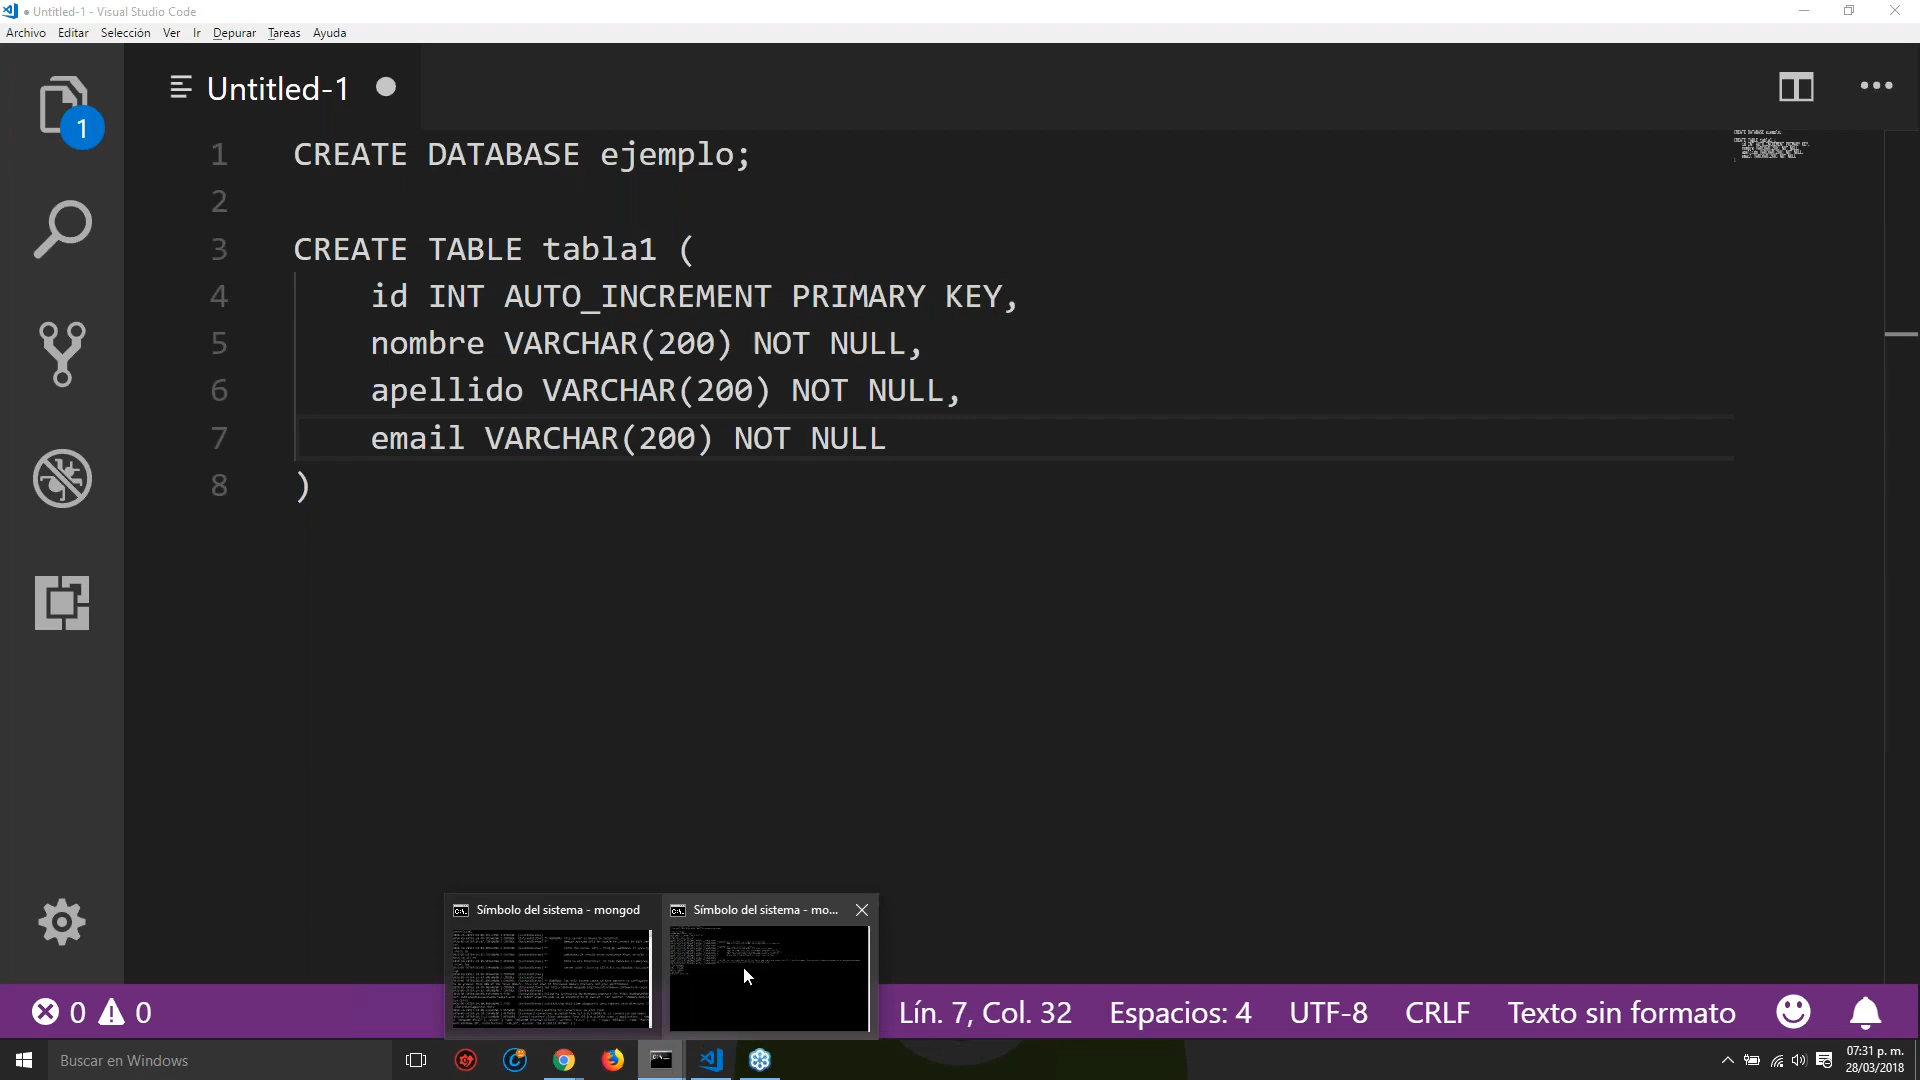 ● Untitled-1 - Visual Studio Code
Archivo Editar Selección Ver Ir Depurar Tareas Ayuda
Untitled-1
1
1 CREATE DATABASE ejemplo;
2
3 CREATE TABLE tabla1 (
4 id INT AUTO_INCREMENT PRIMARY KEY,
5 nombre VARCHAR(200) NOT NULL,
6 apellido VARCHAR(200) NOT NULL,
7 email VARCHAR(200) NOT NULL
8 )
Símbolo del sistema - mongod
Símbolo del sistema - mo...
0 0
Lín. 7, Col. 32 Espacios: 4 UTF-8 CRLF Texto sin formato
Buscar en Windows
07:31 p. m.
28/03/2018